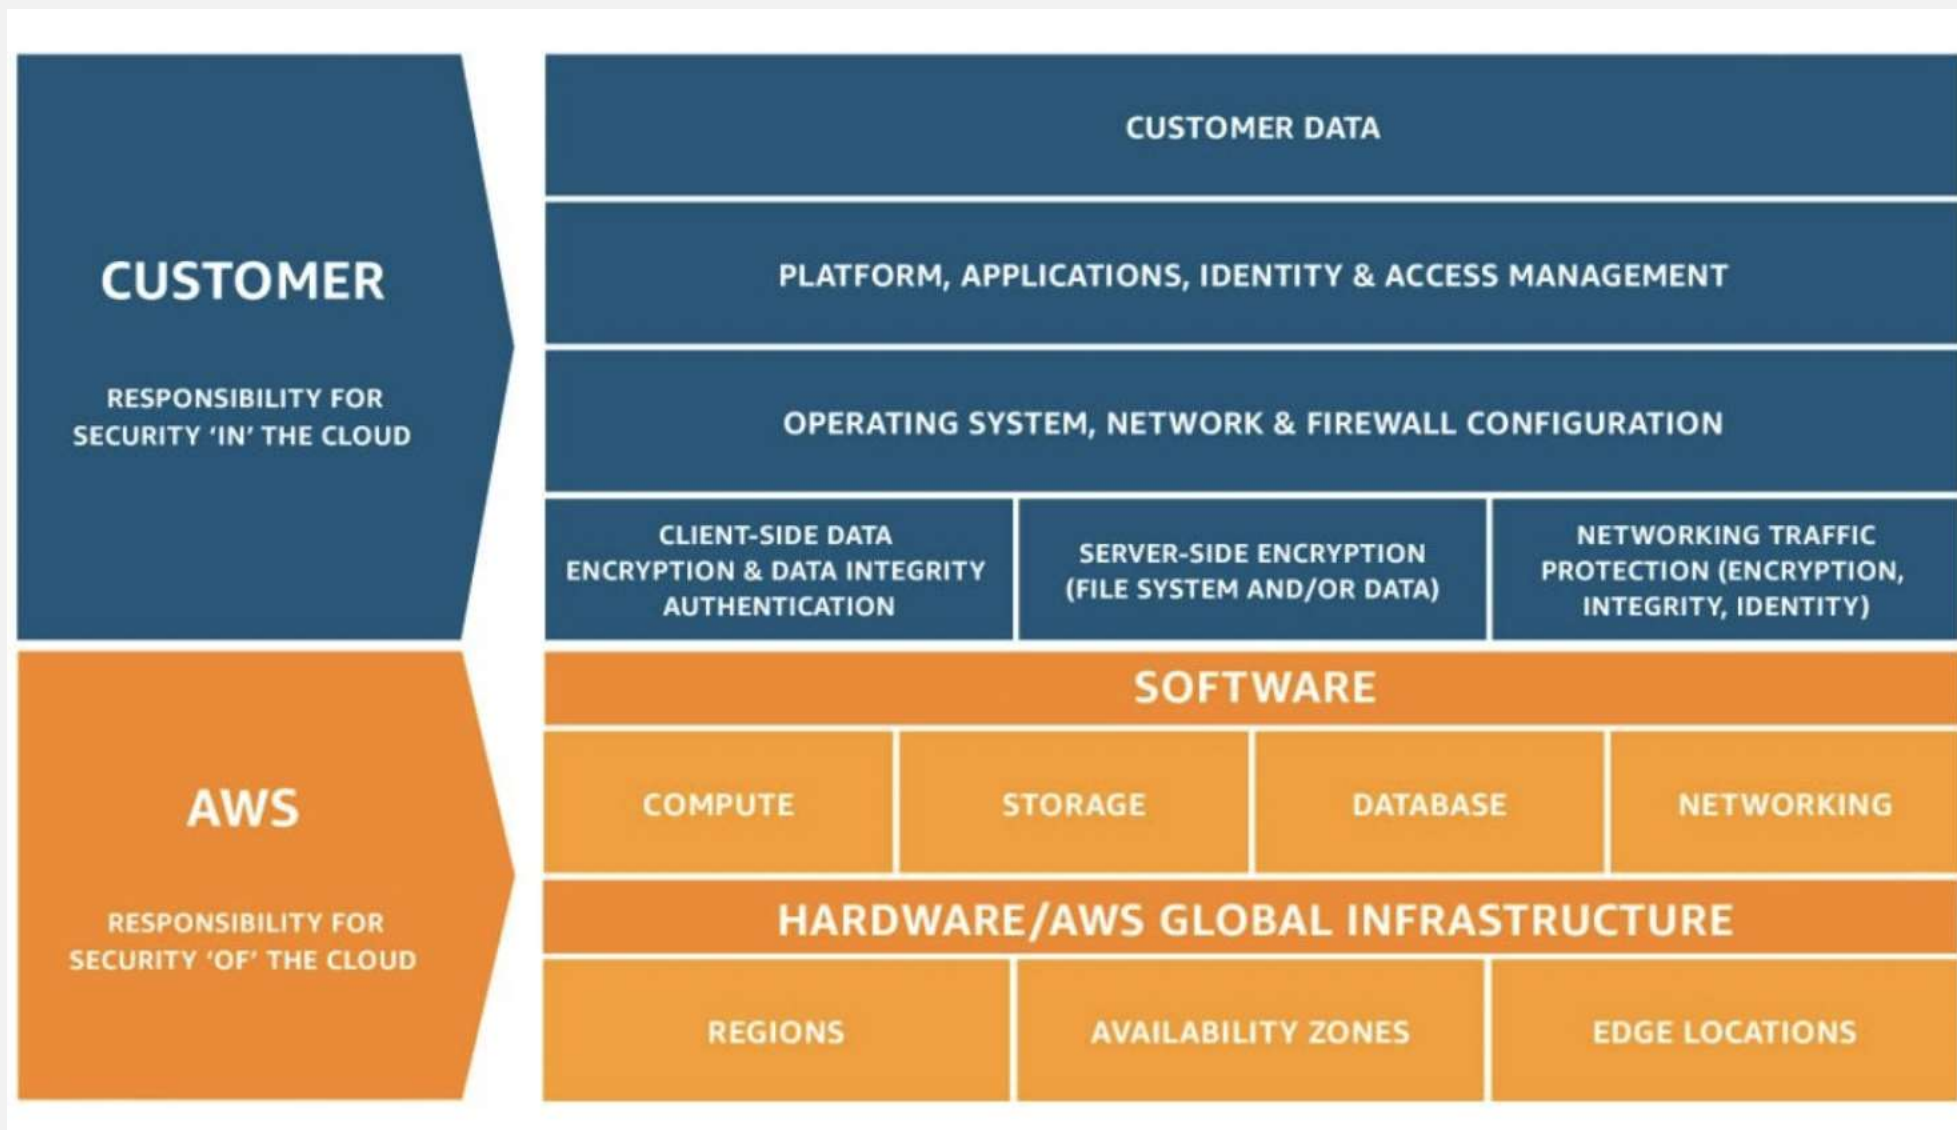 CUSTOMER
RESPONSIBILITY FOR
SECURITY ‘IN’ THE CLOUD
CUSTOMER DATA
PLATFORM, APPLICATIONS, IDENTITY & ACCESS MANAGEMENT
OPERATING SYSTEM, NETWORK & FIREWALL CONFIGURATION
CLIENT-SIDE DATA
ENCRYPTION & DATA INTEGRITY
AUTHENTICATION
SERVER-SIDE ENCRYPTION
(FILE SYSTEM AND/OR DATA)
NETWORKING TRAFFIC
PROTECTION (ENCRYPTION,
INTEGRITY, IDENTITY)
AWS
RESPONSIBILITY FOR
SECURITY ‘OF’ THE CLOUD
SOFTWARE
COMPUTE
STORAGE
DATABASE
NETWORKING
HARDWARE/AWS GLOBAL INFRASTRUCTURE
REGIONS
AVAILABILITY ZONES
EDGE LOCATIONS